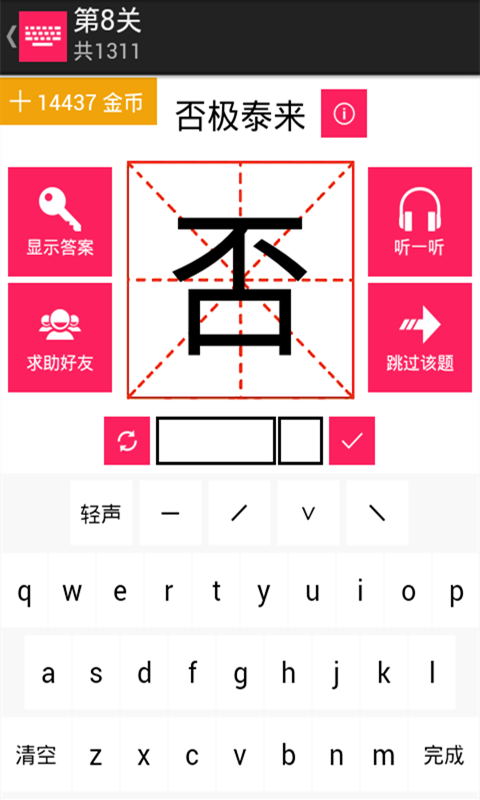 第8关
共1311
+ 14437 金币
否极泰来
显示答案
否
听一听
求助好友
跳过该题
轻声 ˉ ˊ ˇ ˋ
q w e r t y u i o p
a s d f g h j k l
清空 z x c v b n m 完成